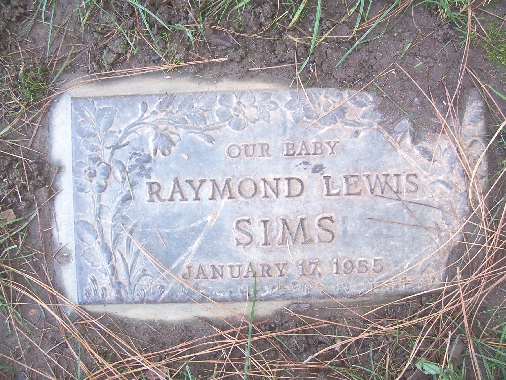 OUR BABY
RAYMOND LEWIS
SIMS
JANUARY 17, 1955